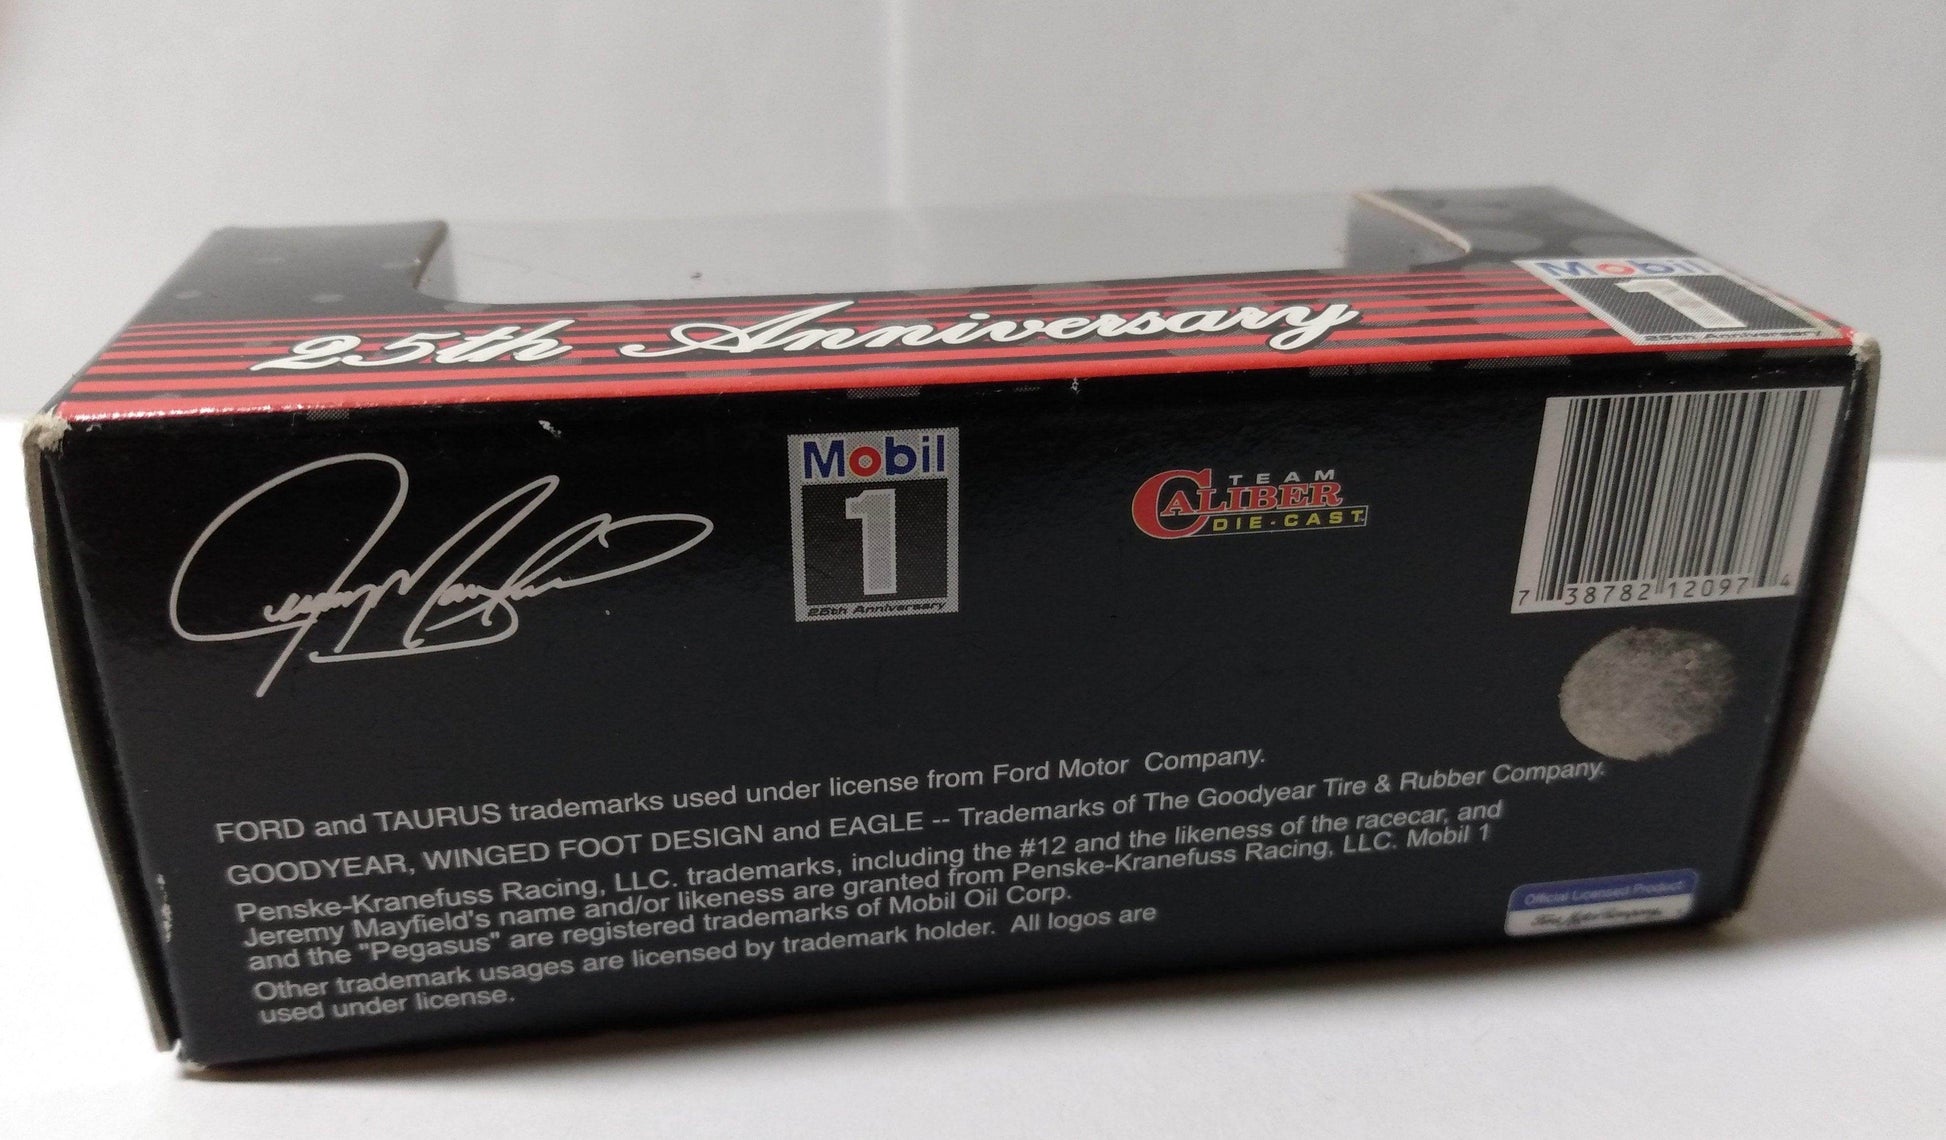 25th Anniversary
Mobil
1
25th Anniversary
Jeremy Mayfield
Mobil
1
25th Anniversary
TEAM
CALIBER
DIE-CAST
7 38782 12097 4
FORD and TAURUS trademarks used under license from Ford Motor Company.
GOODYEAR, WINGED FOOT DESIGN and EAGLE -- Trademarks of The Goodyear Tire & Rubber Company.
Penske-Kranefuss Racing, LLC. trademarks, including the #12 and the likeness of the racecar, and
Jeremy Mayfield's name and/or likeness are granted from Penske-Kranefuss Racing, LLC. Mobil 1
and the "Pegasus" are registered trademarks of Mobil Oil Corp.
Other trademark usages are licensed by trademark holder. All logos are
used under license.
Official Licensed Product
Ford Motor Company